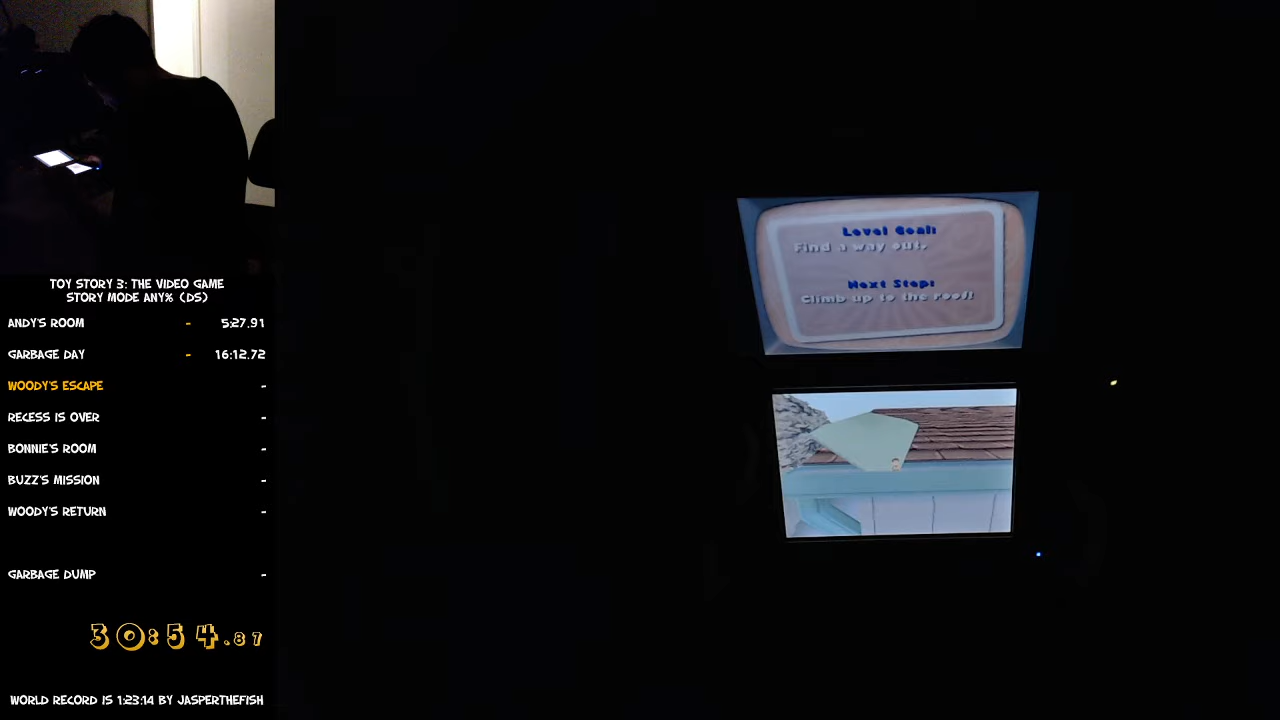 TOY STORY 3: THE VIDEO GAME
STORY MODE ANY% (DS)
ANDY'S ROOM - 5:27.91
GARBAGE DAY - 16:12.72
WOODY'S ESCAPE -
RECESS IS OVER -
BONNIE'S ROOM -
BUZZ'S MISSION -
WOODY'S RETURN -
GARBAGE DUMP -
30:54.87
WORLD RECORD IS 1:23:14 BY JASPERTHEFISH
Level Goal:
Find a way out.
Next Step:
Climb up to the roof!